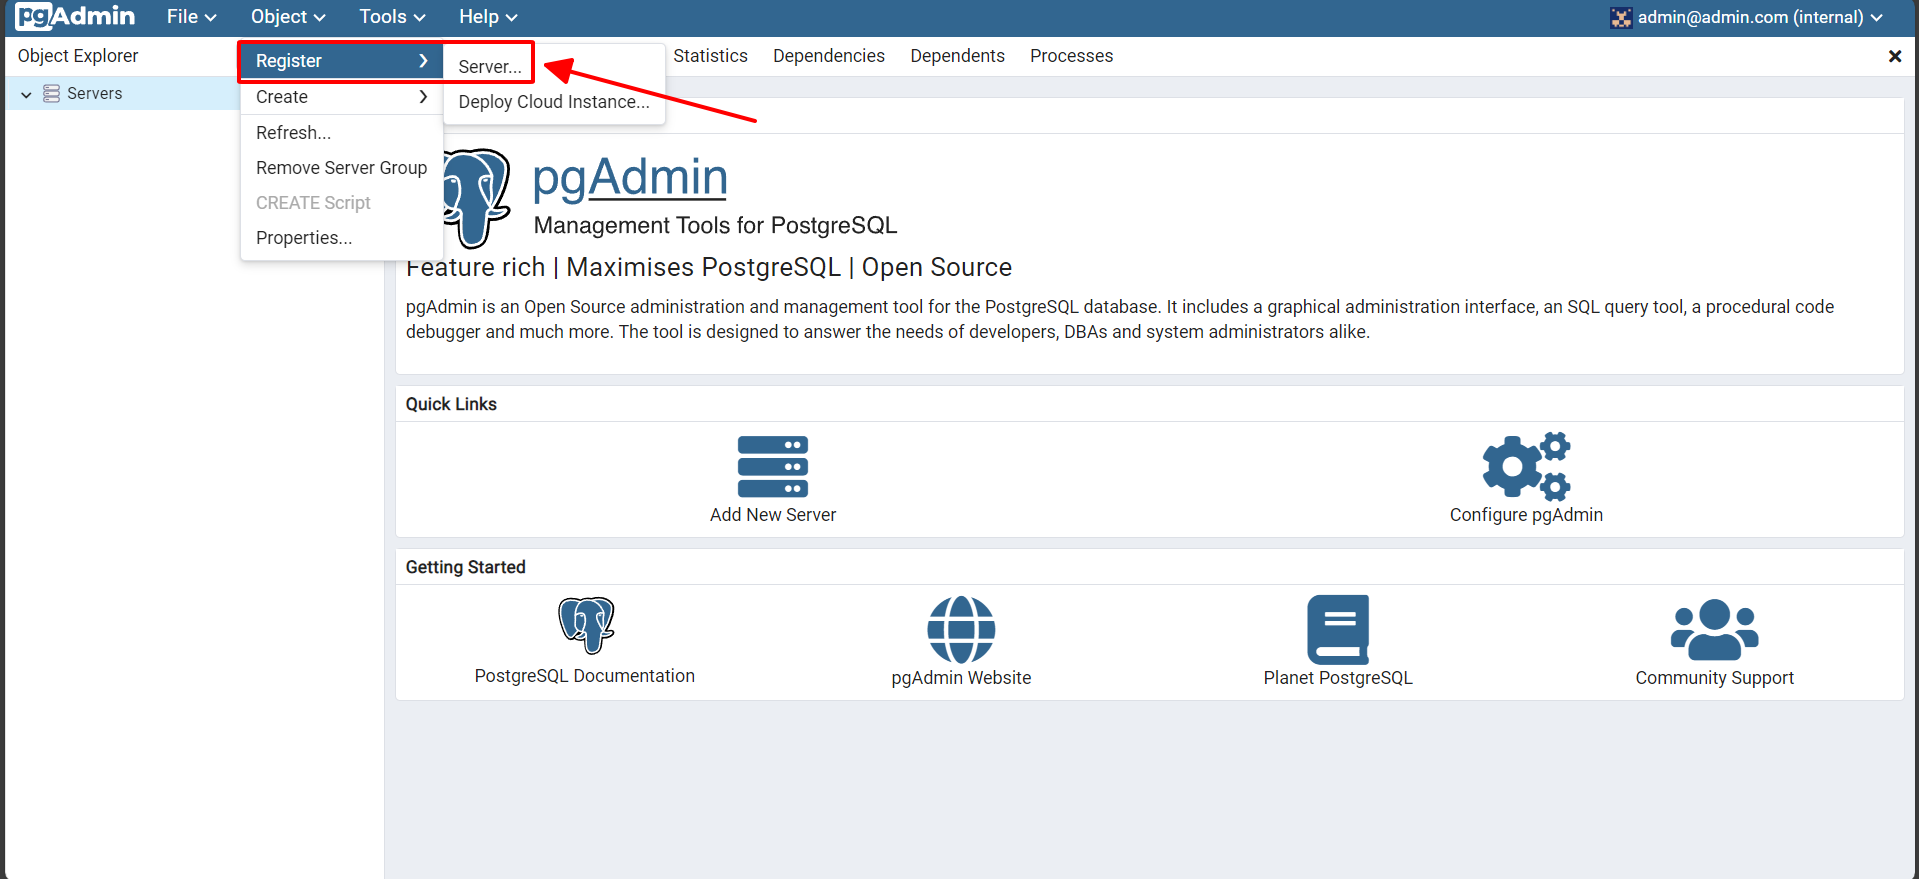 pgAdmin
File
Object
Tools
Help
admin@admin.com (internal)
Object Explorer
Statistics
Dependencies
Dependents
Processes
Servers
Register
Server...
Create
Deploy Cloud Instance...
Refresh...
Remove Server Group
CREATE Script
Properties...
pgAdmin
Management Tools for PostgreSQL
Feature rich | Maximises PostgreSQL | Open Source
pgAdmin is an Open Source administration and management tool for the PostgreSQL database. It includes a graphical administration interface, an SQL query tool, a procedural code
debugger and much more. The tool is designed to answer the needs of developers, DBAs and system administrators alike.
Quick Links
Add New Server
Configure pgAdmin
Getting Started
PostgreSQL Documentation
pgAdmin Website
Planet PostgreSQL
Community Support